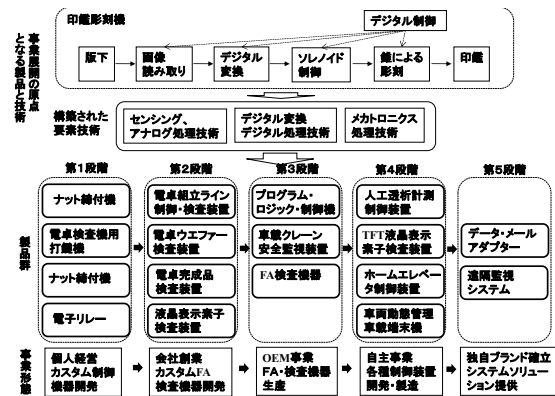 印鑑彫刻機
デジタル制御
事業展開の原点
となる製品と技術
版下
画像
読み取り
デジタル
変換
ソレノイド
制御
錐による
彫刻
印鑑
構築された
要素技術
センシング、
アナログ処理技術
デジタル変換
デジタル処理技術
メカトロニクス
処理技術
第1段階
第2段階
第3段階
第4段階
第5段階
製品群
ナット締付機
電卓検査機用
打鍵機
ナット締付機
電子リレー
電卓組立ライン
制御・検査装置
電卓ウエファー
検査装置
電卓完成品
検査装置
液晶表示素子
検査装置
プログラム・
ロジック・制御機
車載クレーン
安全監視装置
FA検査機器
人工透析計測
制御装置
TFT液晶表示
素子検査装置
ホームエレベー
タ制御装置
車両動態管理
車載端末機
データ・メール
アダプター
遠隔監視
システム
事業形態
個人経営
カスタム制御
機器開発
会社創業
カスタムFA
検査機器開発
OEM事業
FA・検査機器
生産
自主事業
各種制御装置
開発・製造
独自ブランド確立
システムソリュー
ション提供